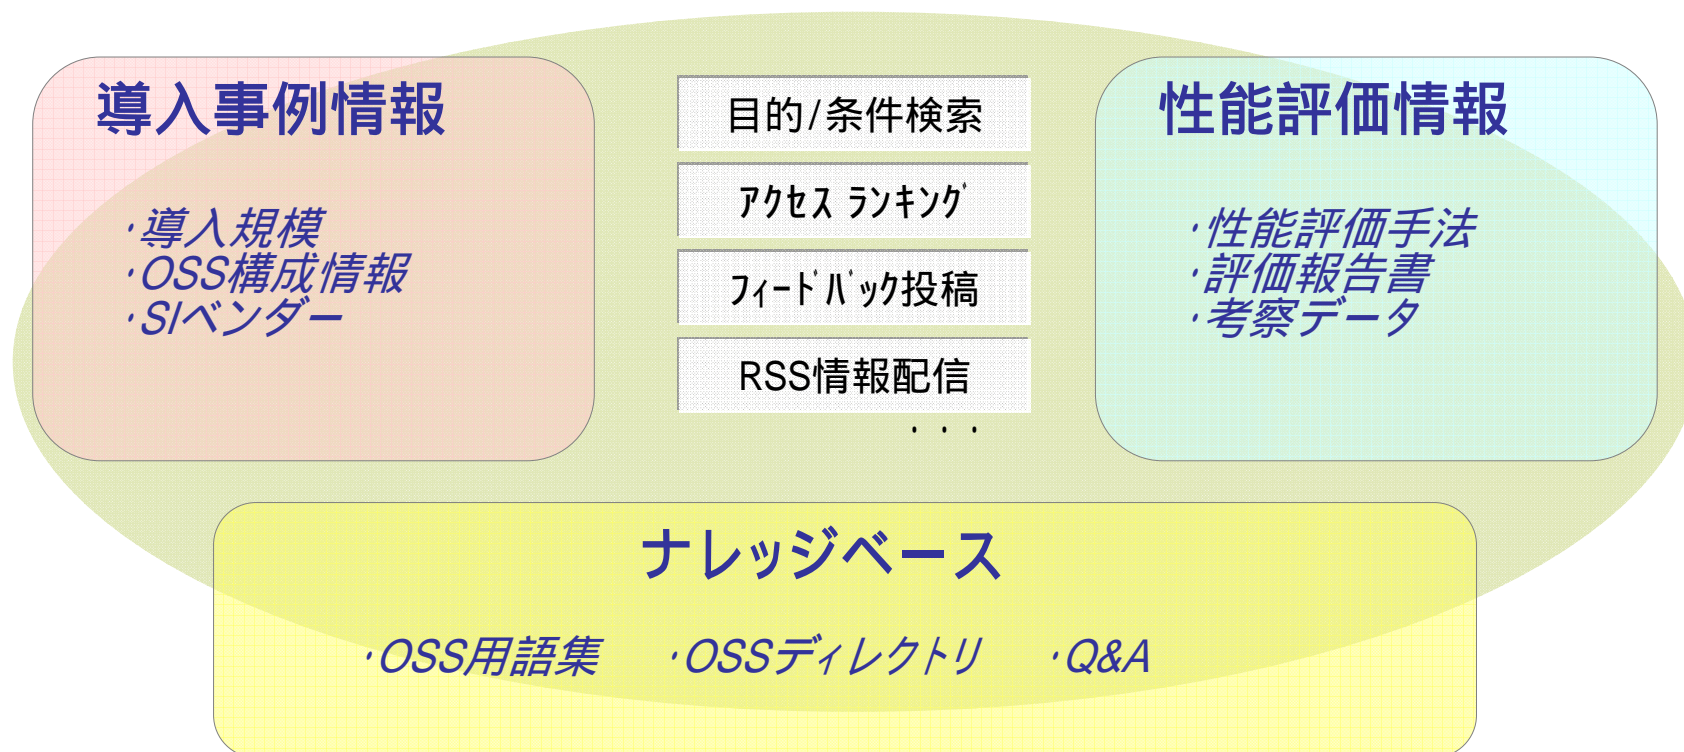 導入事例情報
・導入規模
・OSS構成情報
・SIベンダー
目的/条件検索
ｱｸｾｽ ﾗﾝｷﾝｸﾞ
ﾌｨｰﾄﾞﾊﾞｯｸ投稿
RSS情報配信
・・・
性能評価情報
・性能評価手法
・評価報告書
・考察データ
ナレッジベース
・OSS用語集 ・OSSディレクトリ ・Q&A